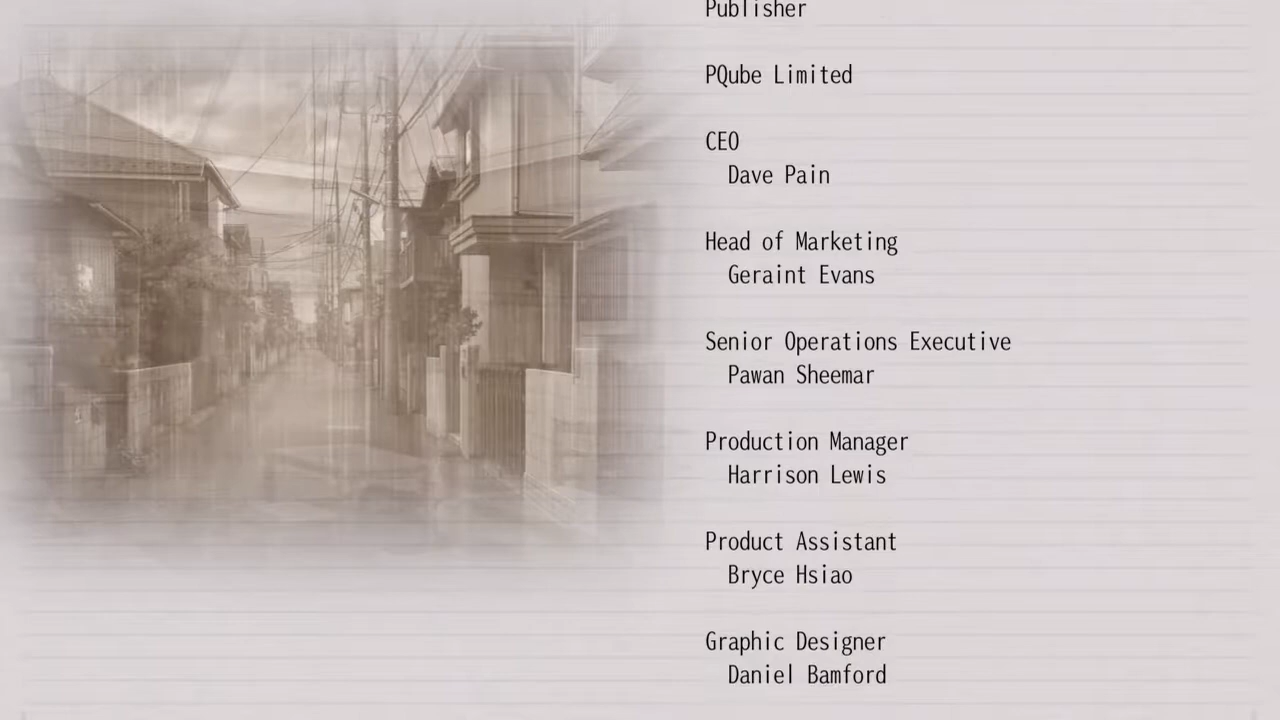 Publisher
PQube Limited
CEO
Dave Pain
Head of Marketing
Geraint Evans
Senior Operations Executive
Pawan Sheemar
Production Manager
Harrison Lewis
Product Assistant
Bryce Hsiao
Graphic Designer
Daniel Bamford